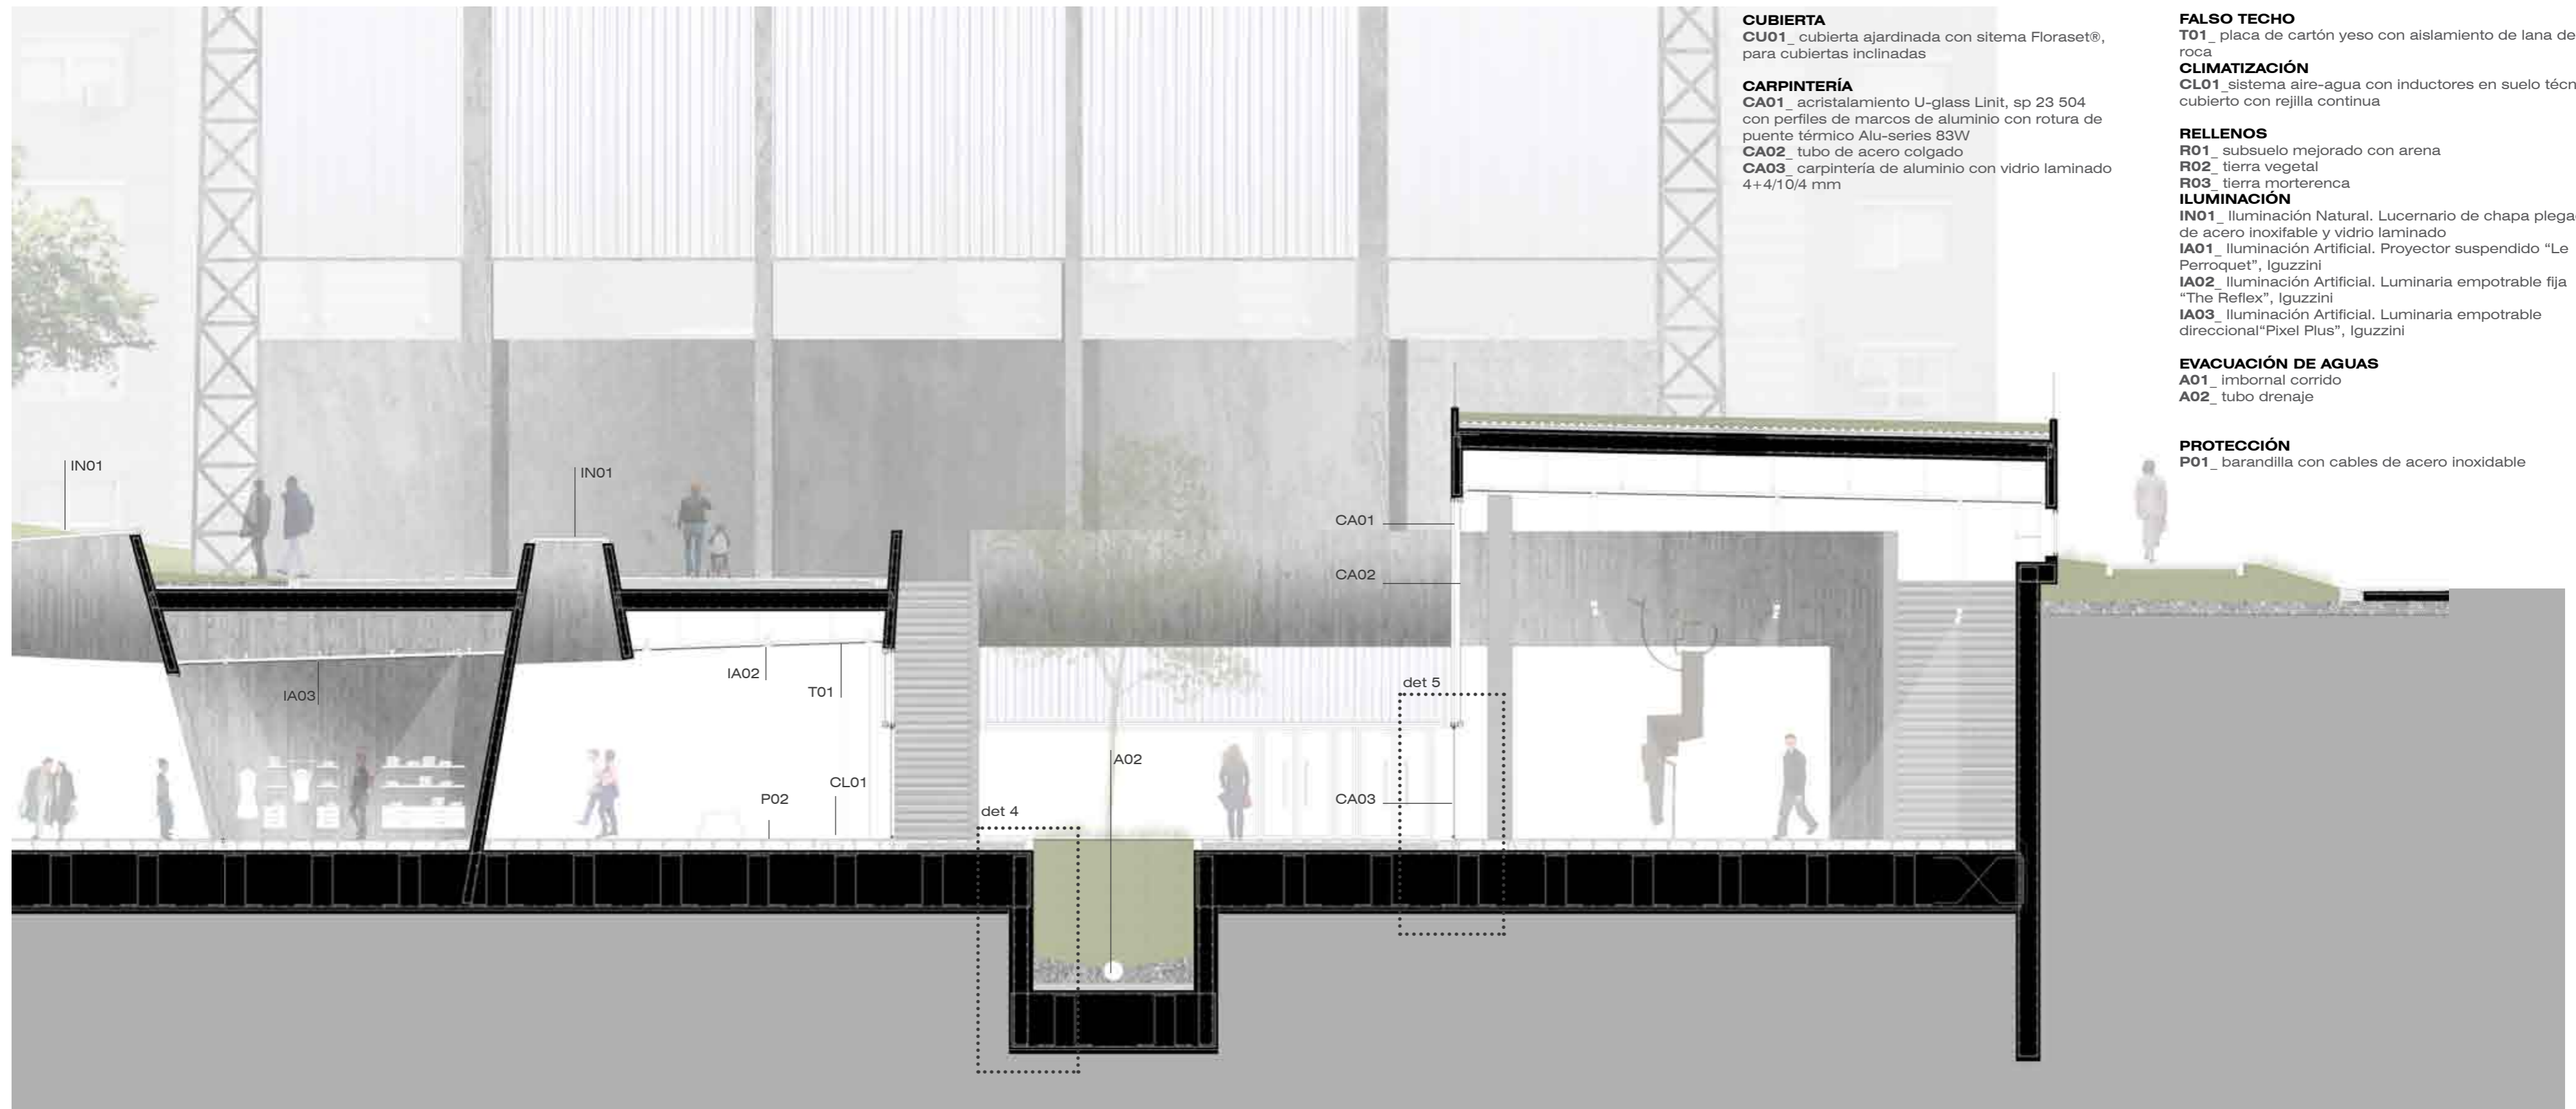 CUBIERTA
CU01_ cubierta ajardinada con sitema Floraset®,
para cubiertas inclinadas
CARPINTERÍA
CA01_ acristalamiento U-glass Linit, sp 23 504
con perfiles de marcos de aluminio con rotura de
puente térmico Alu-series 83W
CA02_ tubo de acero colgado
CA03_ carpintería de aluminio con vidrio laminado
4+4/10/4 mm
FALSO TECHO
T01_ placa de cartón yeso con aislamiento de lana de
roca
CLIMATIZACIÓN
CL01_sistema aire-agua con inductores en suelo técn
cubierto con rejilla continua
RELLENOS
R01_ subsuelo mejorado con arena
R02_ tierra vegetal
R03_ tierra morterenca
ILUMINACIÓN
IN01_ Iluminación Natural. Lucernario de chapa plega
de acero inoxifable y vidrio laminado
IA01_ Iluminación Artificial. Proyector suspendido “Le
Perroquet”, Iguzzini
IA02_ Iluminación Artificial. Luminaria empotrable fija
“The Reflex”, Iguzzini
IA03_ Iluminación Artificial. Luminaria empotrable
direccional“Pixel Plus”, Iguzzini
EVACUACIÓN DE AGUAS
A01_ imbornal corrido
A02_ tubo drenaje
PROTECCIÓN
P01_ barandilla con cables de acero inoxidable
IN01
IN01
CA01
CA02
IA03
IA02
T01
det 5
A02
CL01
P02
CA03
det 4